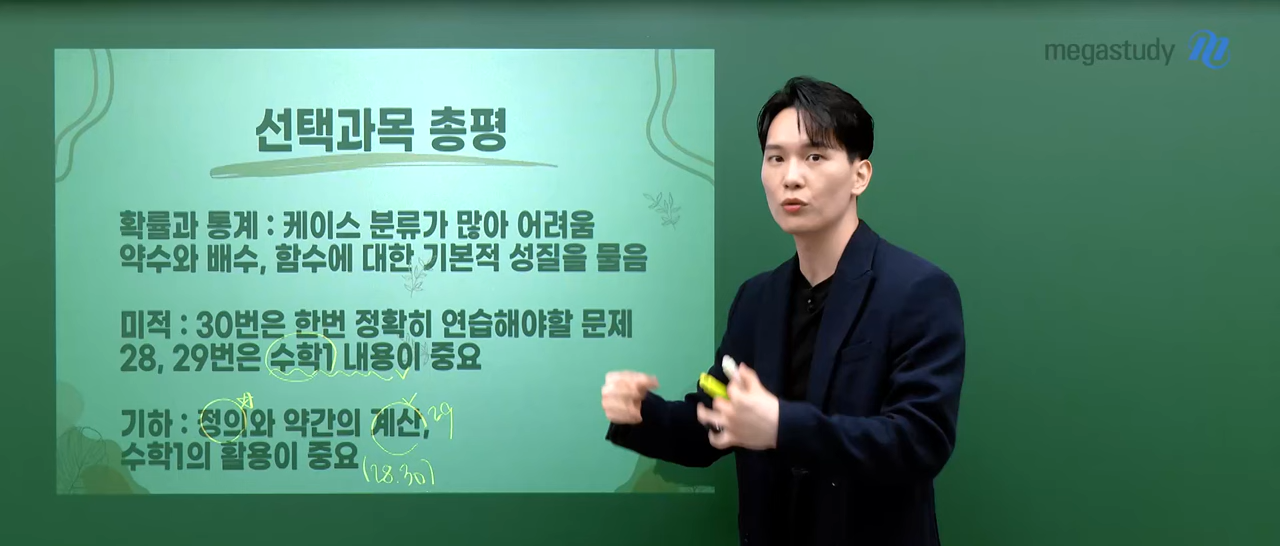 megastudy
선택과목 총평
확률과 통계 : 케이스 분류가 많아 어려움
약수와 배수, 함수에 대한 기본적 성질을 물음
미적 : 30번은 한번 정확히 연습해야할 문제
28, 29번은 수학1 내용이 중요
기하 : 정의와 약간의 계산, 29
수학1의 활용이 중요 (28.30)